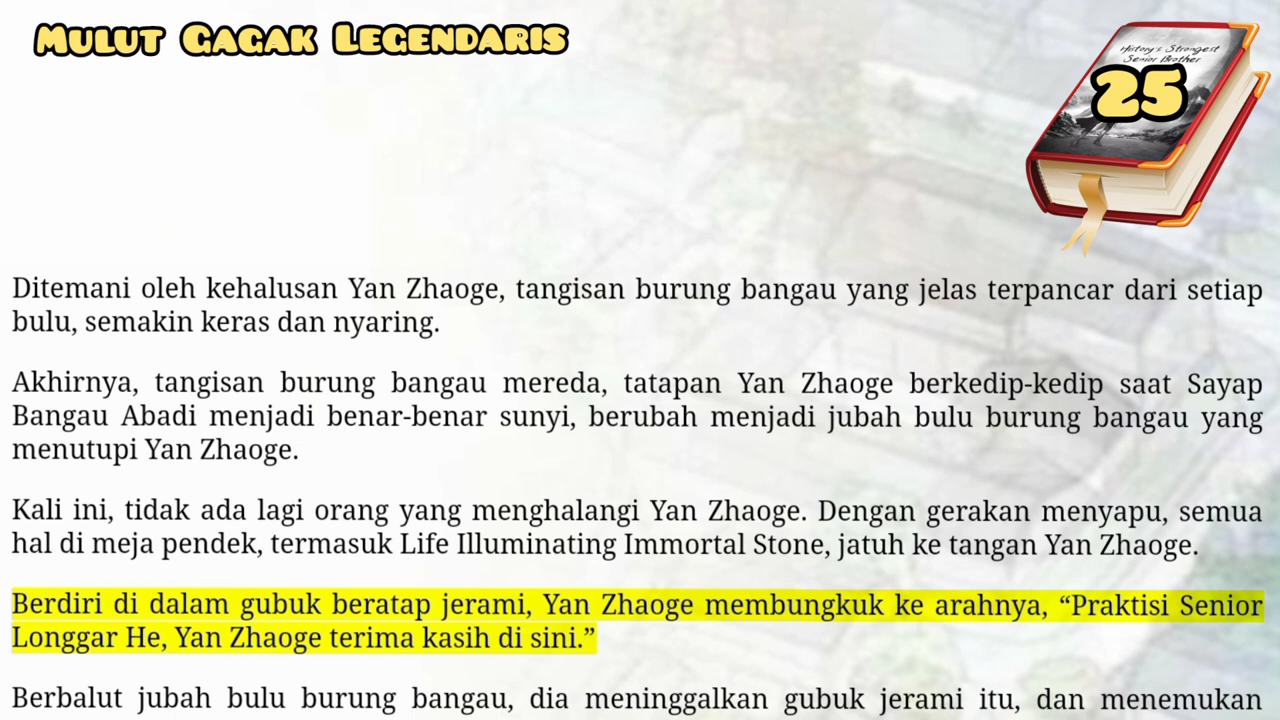 Mulut Gagak Legendaris
History's Strongest
Senior Brother
25
Ditemani oleh kehalusan Yan Zhaoge, tangisan burung bangau yang jelas terpancar dari setiap
bulu, semakin keras dan nyaring.
Akhirnya, tangisan burung bangau mereda, tatapan Yan Zhaoge berkedip-kedip saat Sayap
Bangau Abadi menjadi benar-benar sunyi, berubah menjadi jubah bulu burung bangau yang
menutupi Yan Zhaoge.
Kali ini, tidak ada lagi orang yang menghalangi Yan Zhaoge. Dengan gerakan menyapu, semua
hal di meja pendek, termasuk Life Illuminating Immortal Stone, jatuh ke tangan Yan Zhaoge.
Berdiri di dalam gubuk beratap jerami, Yan Zhaoge membungkuk ke arahnya, “Praktisi Senior
Longgar He, Yan Zhaoge terima kasih di sini.”
Berbalut jubah bulu burung bangau, dia meninggalkan gubuk jerami itu, dan menemukan